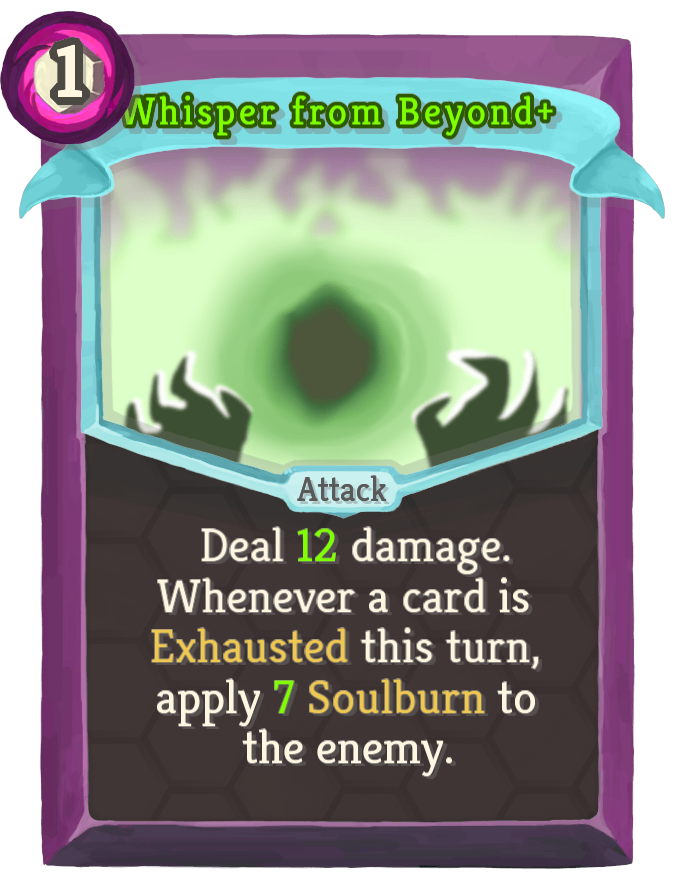 1
Whisper from Beyond+
Attack
Deal 12 damage.
Whenever a card is
Exhausted this turn,
apply 7 Soulburn to
the enemy.